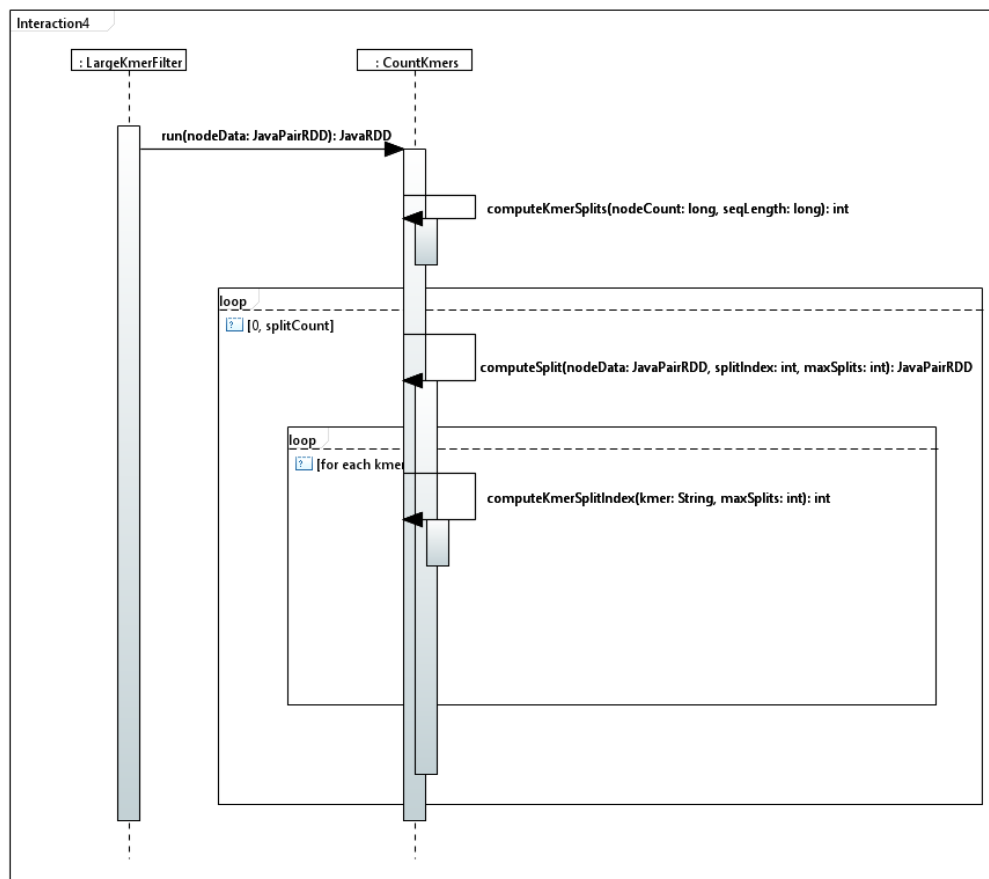 Interaction4
: LargeKmerFilter
: CountKmers
run(nodeData: JavaPairRDD): JavaRDD
computeKmerSplits(nodeCount: long, seqLength: long): int
loop
[0, splitCount]
computeSplit(nodeData: JavaPairRDD, splitIndex: int, maxSplits: int): JavaPairRDD
loop
[for each kmer
computeKmerSplitIndex(kmer: String, maxSplits: int): int